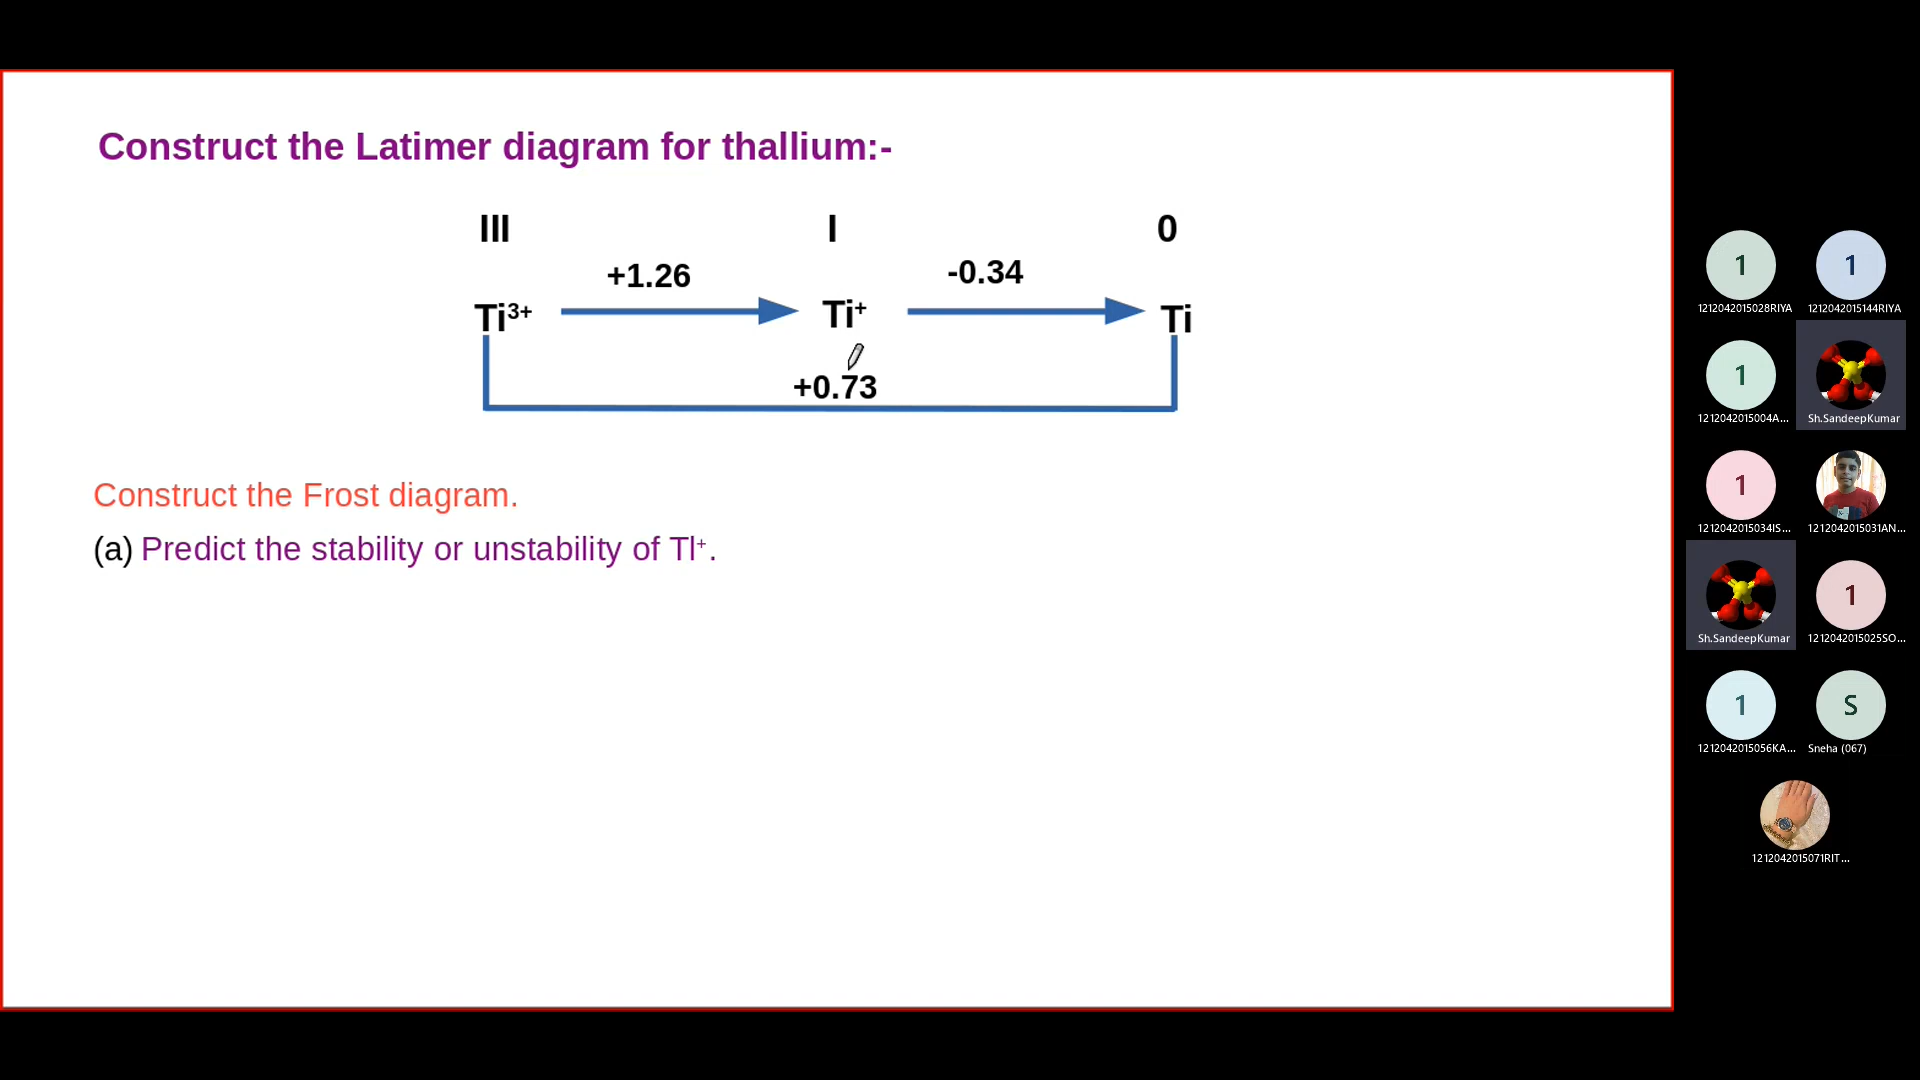 Construct the Latimer diagram for thallium:-
III I 0
+1.26 -0.34
Ti³⁺ Ti⁺ Ti
+0.73
Construct the Frost diagram.
(a) Predict the stability or unstability of Tl⁺.
1 1
1212042015028RIYA 1212042015144RIYA
1
1212042015004A... Sh.SandeepKumar
1
1212042015034IS... 1212042015031AN...
1
Sh.SandeepKumar 1212042015025SO...
1 S
1212042015056KA... Sneha (067)
1212042015071RIT...